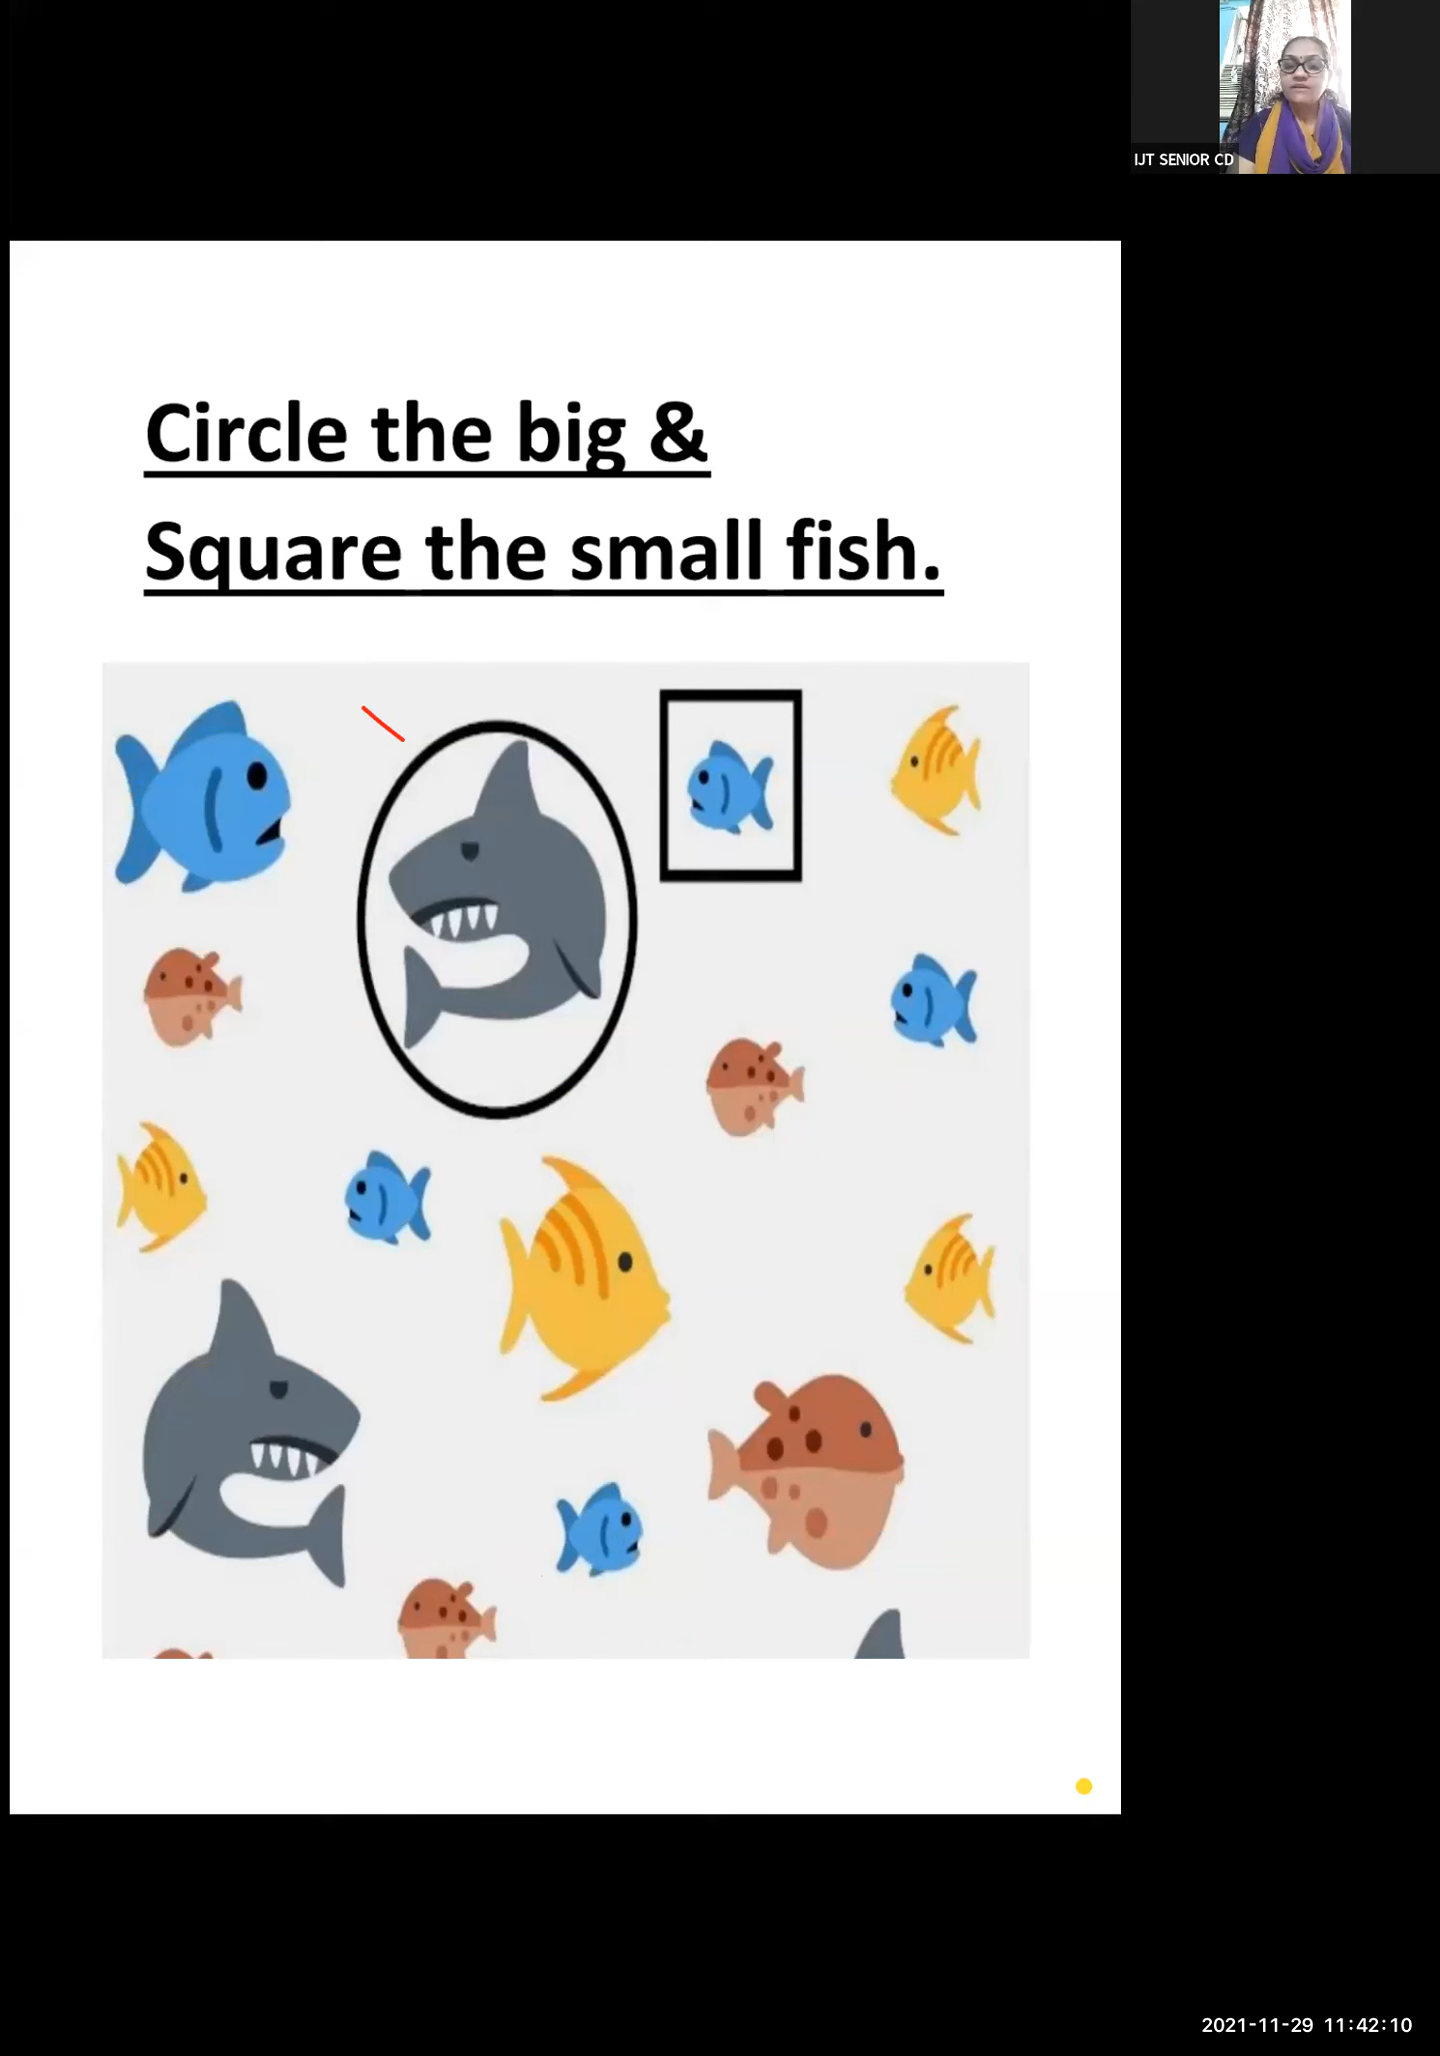 IJT SENIOR CD
Circle the big &
Square the small fish.
2021-11-29 11:42:10